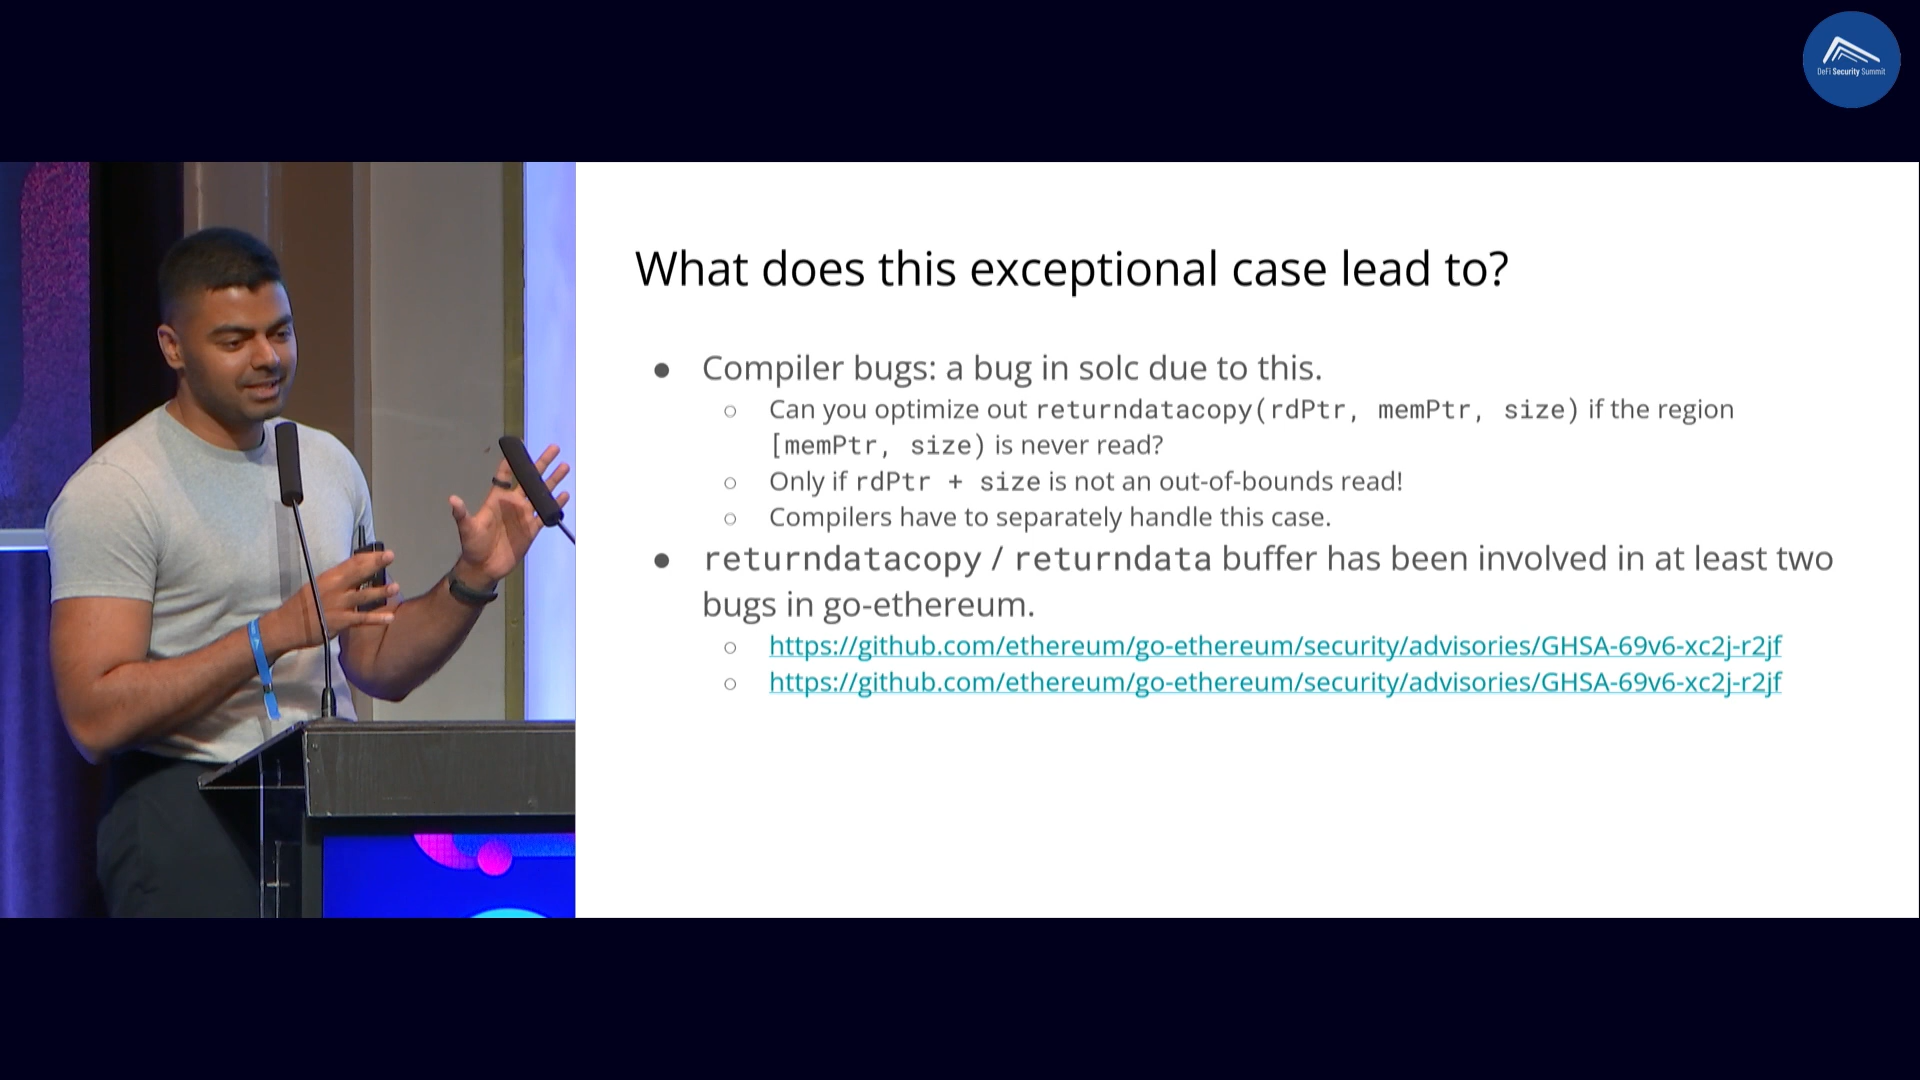 DeFi Security Summit
What does this exceptional case lead to?
● Compiler bugs: a bug in solc due to this.
○ Can you optimize out returndatacopy(rdPtr, memPtr, size) if the region
[memPtr, size) is never read?
○ Only if rdPtr + size is not an out-of-bounds read!
○ Compilers have to separately handle this case.
● returndatacopy / returndata buffer has been involved in at least two
bugs in go-ethereum.
○ https://github.com/ethereum/go-ethereum/security/advisories/GHSA-69v6-xc2j-r2jf
○ https://github.com/ethereum/go-ethereum/security/advisories/GHSA-69v6-xc2j-r2jf